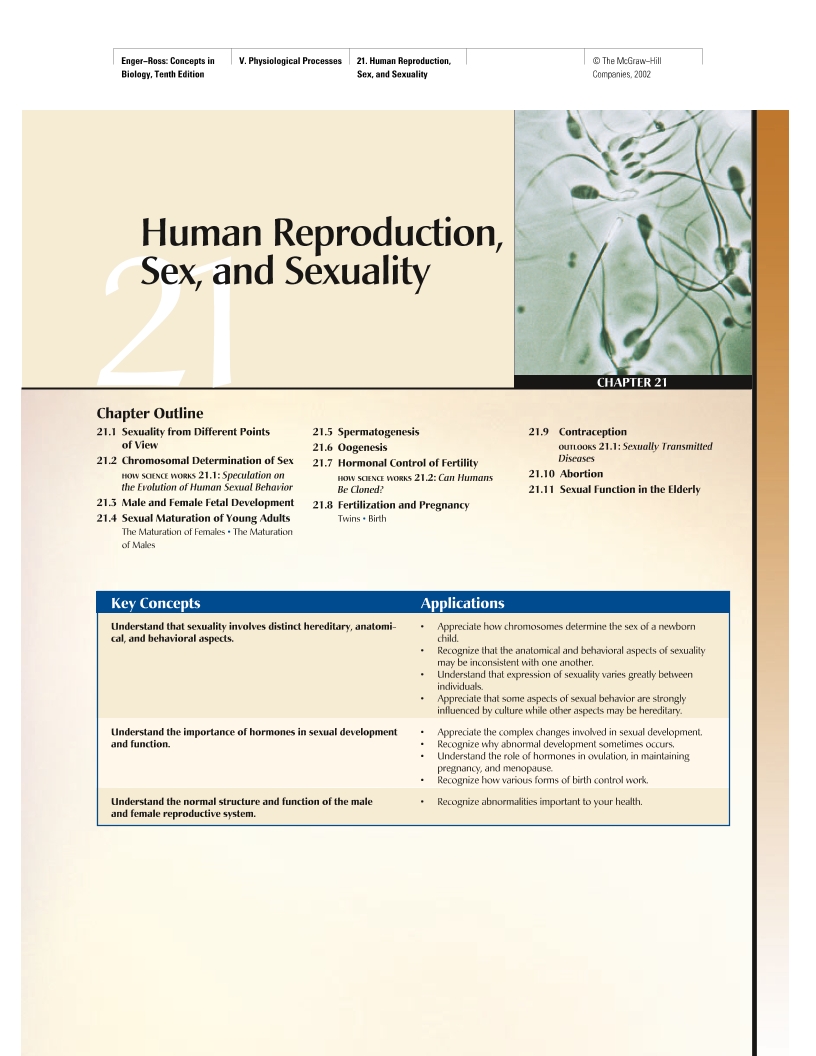 Enger–Ross: Concepts in
Biology, Tenth Edition
V. Physiological Processes
21. Human Reproduction,
Sex, and Sexuality
© The McGraw–Hill
Companies, 2002
Human Reproduction,
Sex, and Sexuality
21
CHAPTER 21
Chapter Outline
21.1 Sexuality from Different Points
of View
21.2 Chromosomal Determination of Sex
HOW SCIENCE WORKS 21.1: Speculation on
the Evolution of Human Sexual Behavior
21.3 Male and Female Fetal Development
21.4 Sexual Maturation of Young Adults
The Maturation of Females • The Maturation
of Males
21.5 Spermatogenesis
21.6 Oogenesis
21.7 Hormonal Control of Fertility
HOW SCIENCE WORKS 21.2: Can Humans
Be Cloned?
21.8 Fertilization and Pregnancy
Twins • Birth
21.9 Contraception
OUTLOOKS 21.1: Sexually Transmitted
Diseases
21.10 Abortion
21.11 Sexual Function in the Elderly
Key Concepts
Applications
Understand that sexuality involves distinct hereditary, anatomi-
cal, and behavioral aspects.
• Appreciate how chromosomes determine the sex of a newborn
child.
• Recognize that the anatomical and behavioral aspects of sexuality
may be inconsistent with one another.
• Understand that expression of sexuality varies greatly between
individuals.
• Appreciate that some aspects of sexual behavior are strongly
influenced by culture while other aspects may be hereditary.
Understand the importance of hormones in sexual development
and function.
• Appreciate the complex changes involved in sexual development.
• Recognize why abnormal development sometimes occurs.
• Understand the role of hormones in ovulation, in maintaining
pregnancy, and menopause.
• Recognize how various forms of birth control work.
Understand the normal structure and function of the male
and female reproductive system.
• Recognize abnormalities important to your health.